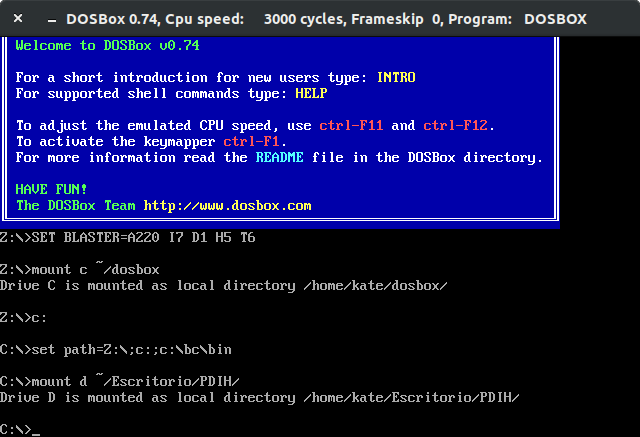 DOSBox 0.74, Cpu speed: 3000 cycles, Frameskip 0, Program: DOSBOX
Welcome to DOSBox v0.74
For a short introduction for new users type: INTRO
For supported shell commands type: HELP
To adjust the emulated CPU speed, use ctrl-F11 and ctrl-F12.
To activate the keymapper ctrl-F1.
For more information read the README file in the DOSBox directory.
HAVE FUN!
The DOSBox Team http://www.dosbox.com
Z:\>SET BLASTER=A220 I7 D1 H5 T6
Z:\>mount c ~/dosbox
Drive C is mounted as local directory /home/kate/dosbox/
Z:\>c:
C:\>set path=Z:\;c:;c:\bc\bin
C:\>mount d ~/Escritorio/PDIH/
Drive D is mounted as local directory /home/kate/Escritorio/PDIH/
C:\>_